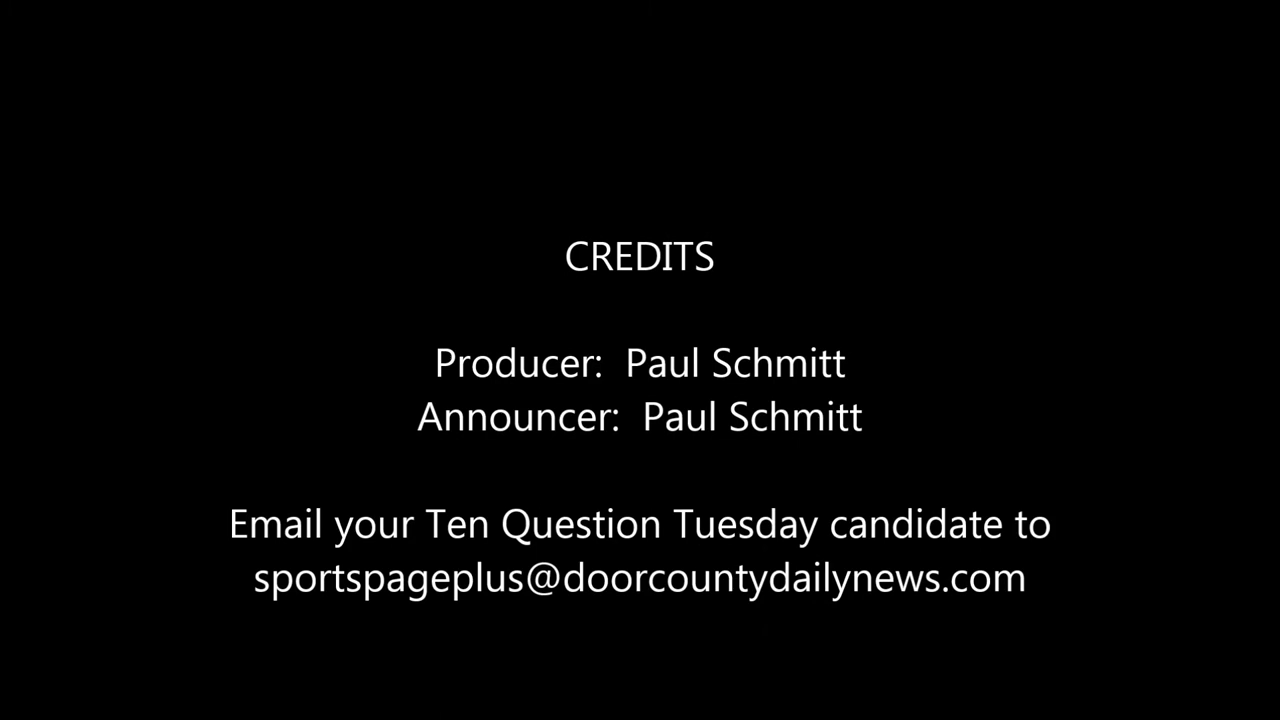 CREDITS
Producer:  Paul Schmitt
Announcer:  Paul Schmitt
Email your Ten Question Tuesday candidate to
sportspageplus@doorcountydailynews.com